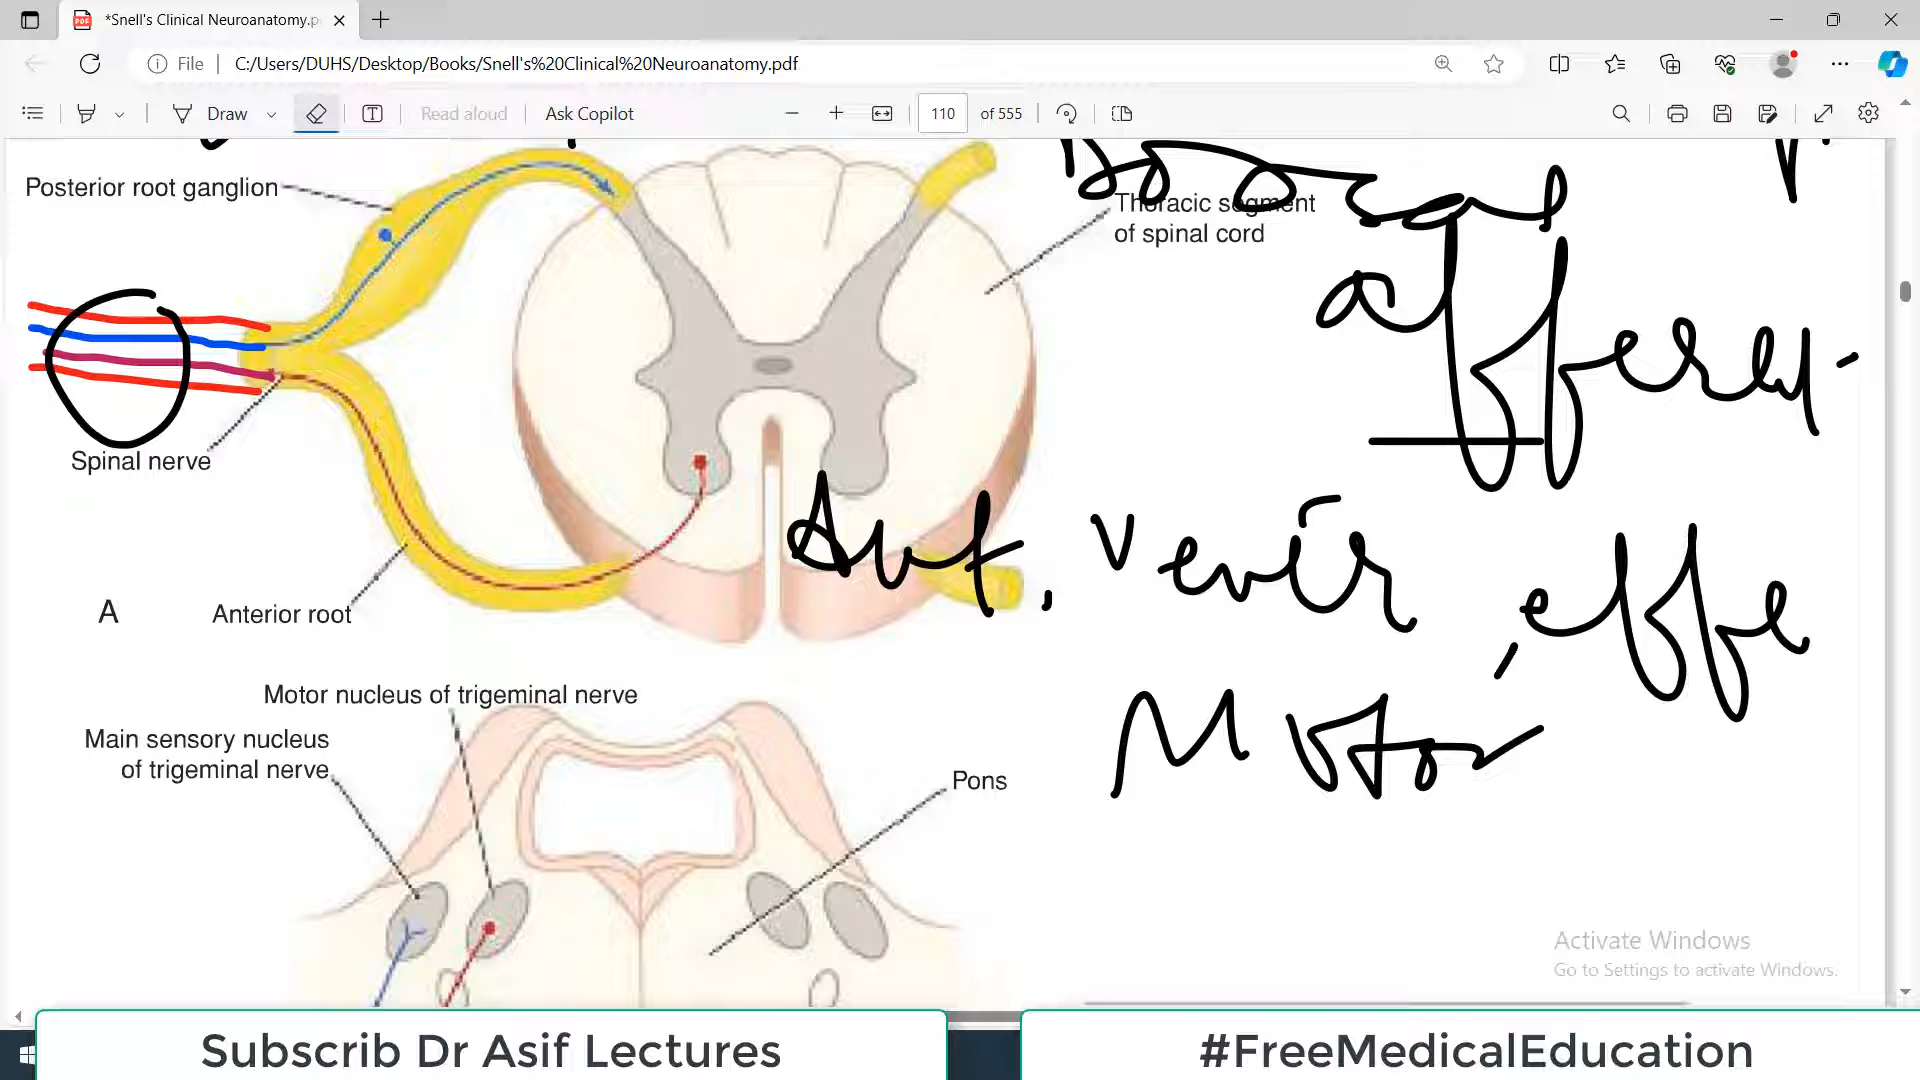 *Snell's Clinical Neuroanatomy.p
File
C:/Users/DUHS/Desktop/Books/Snell's%20Clinical%20Neuroanatomy.pdf
Draw
Read aloud
Ask Copilot
110
of 555
Posterior root ganglion
Dorsal
Thoracic segment
of spinal cord
afferen
Spinal nerve
Ant, effe
A
Anterior root
Motor
Motor nucleus of trigeminal nerve
Main sensory nucleus
of trigeminal nerve
Pons
Activate Windows
Go to Settings to activate Windows.
Subscrib Dr Asif Lectures
#FreeMedicalEducation